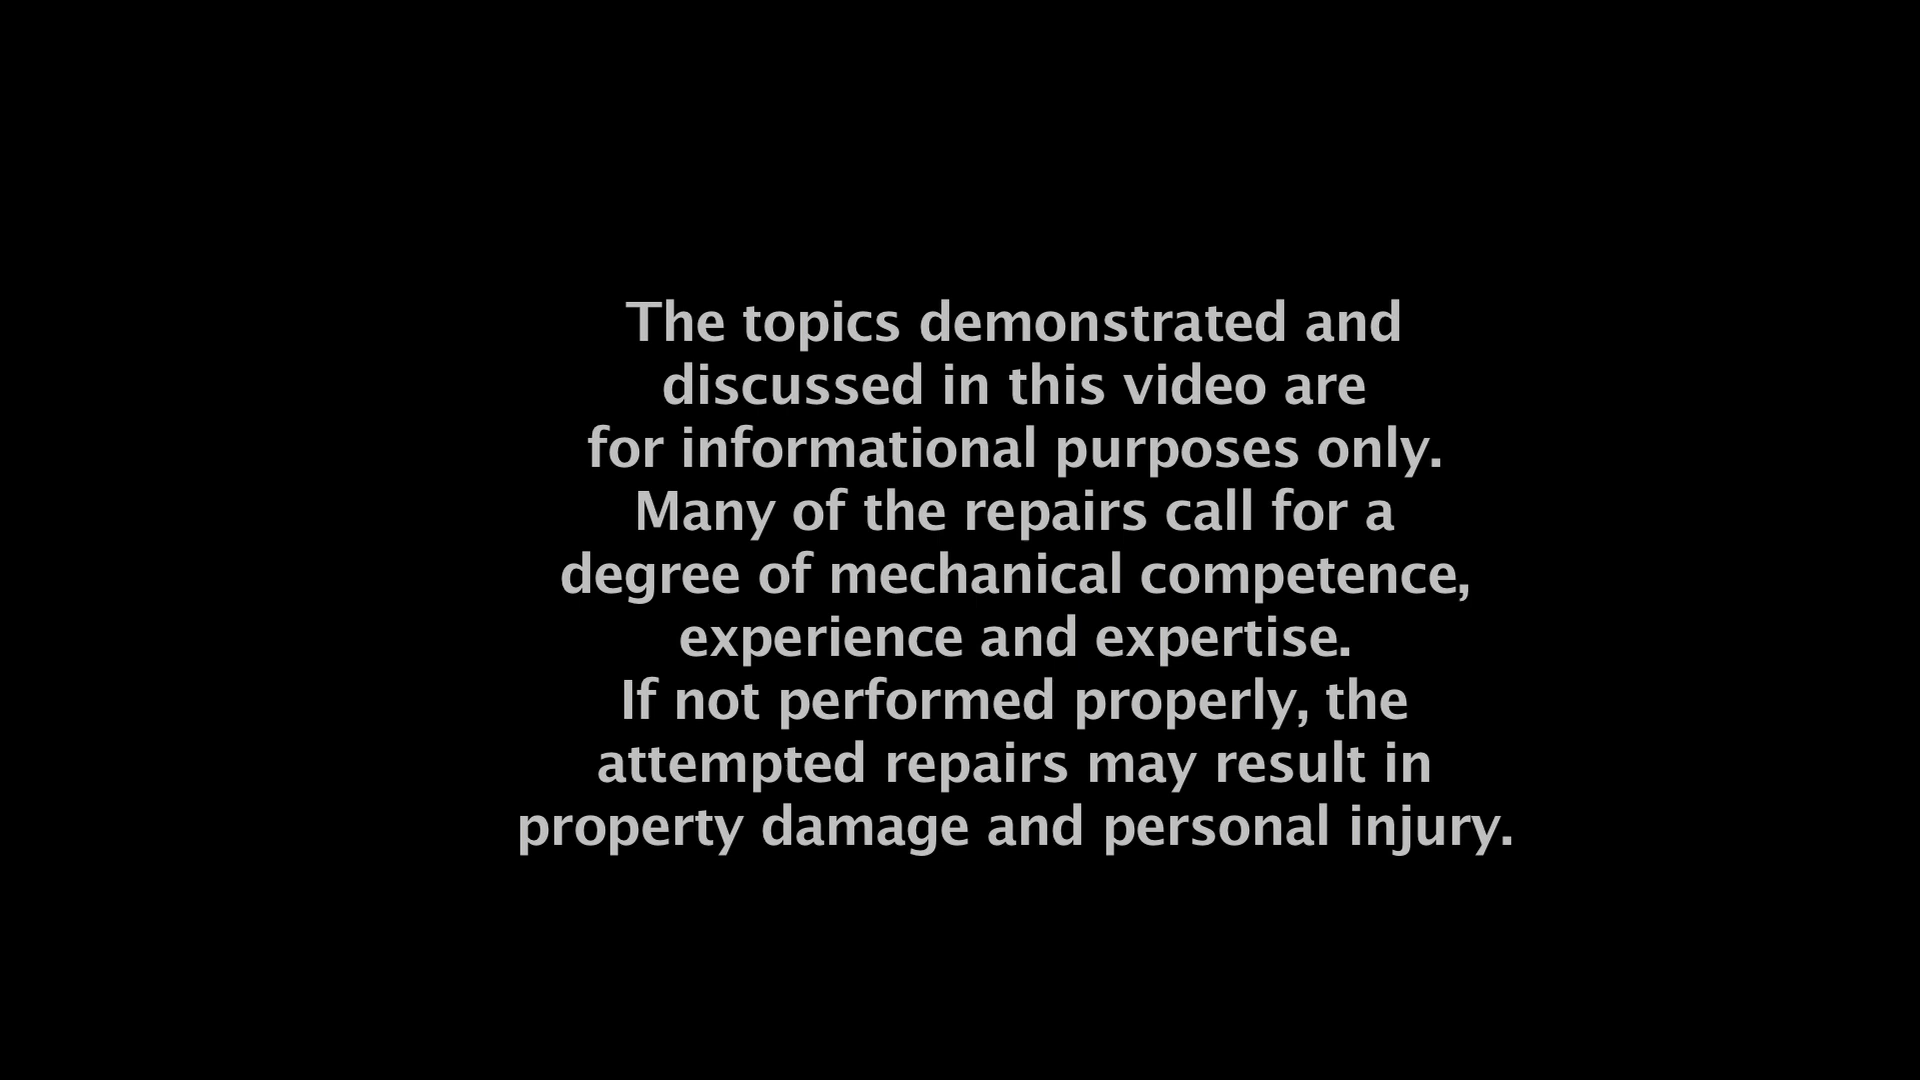 The topics demonstrated and
discussed in this video are
for informational purposes only.
Many of the repairs call for a
degree of mechanical competence,
experience and expertise.
If not performed properly, the
attempted repairs may result in
property damage and personal injury.